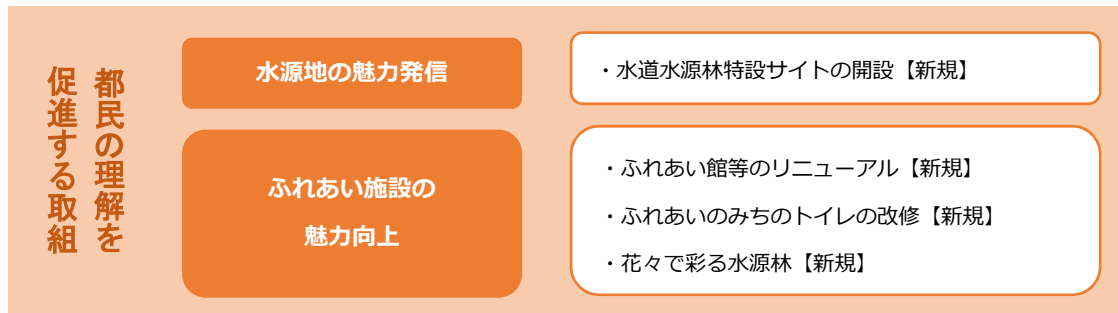 都民の理解を
促進する取組
水源地の魅力発信
・水道水源林特設サイトの開設【新規】
ふれあい施設の
魅力向上
・ふれあい館等のリニューアル【新規】
・ふれあいのみちのトイレの改修【新規】
・花々で彩る水源林【新規】